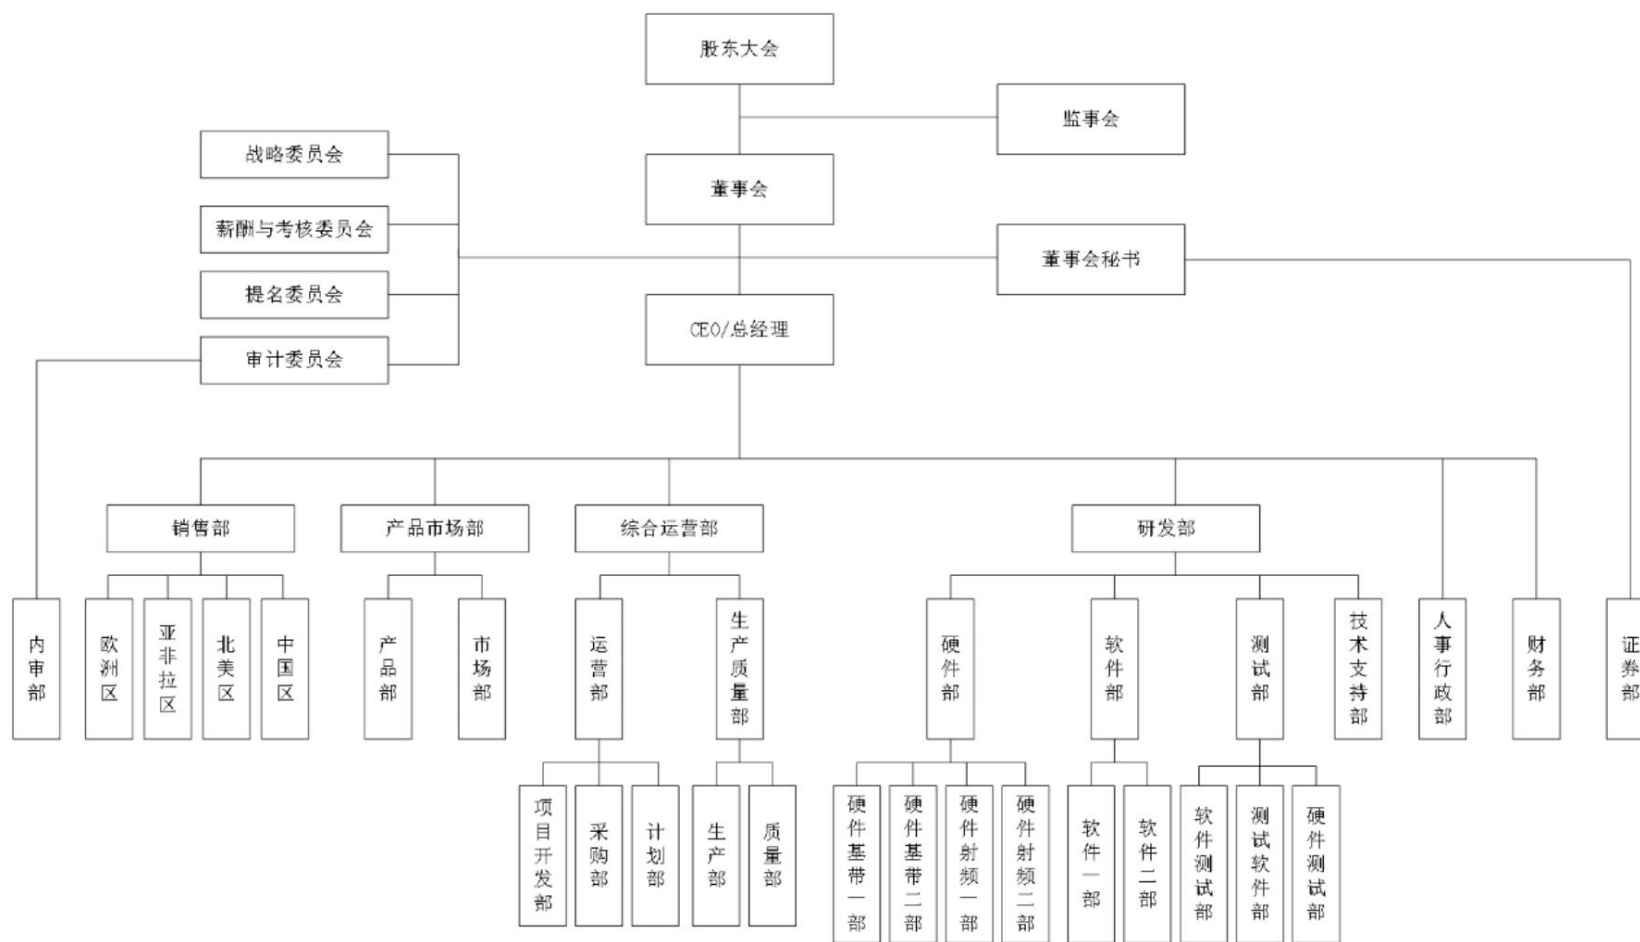 股东大会
监事会
战略委员会
董事会
薪酬与考核委员会
董事会秘书
提名委员会
CEO/总经理
审计委员会
销售部
产品市场部
综合运营部
研发部
内审部
欧洲区
亚非拉区
北美区
中国区
产品部
市场部
运营部
生产质量部
硬件部
软件部
测试部
技术支持部
人事行政部
财务部
证券部
项目开发部
采购部
计划部
生产部
质量部
硬件基带一部
硬件基带二部
硬件射频一部
硬件射频二部
软件一部
软件二部
软件测试部
测试软件部
硬件测试部